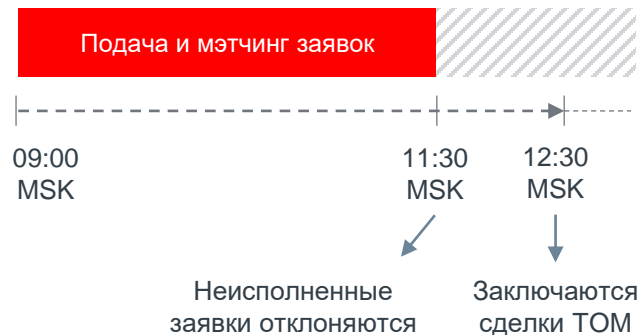 Подача и мэтчинг заявок
09:00
MSK
11:30
MSK
12:30
MSK
Неисполненные
заявки отклоняются
Заключаются
сделки TOM